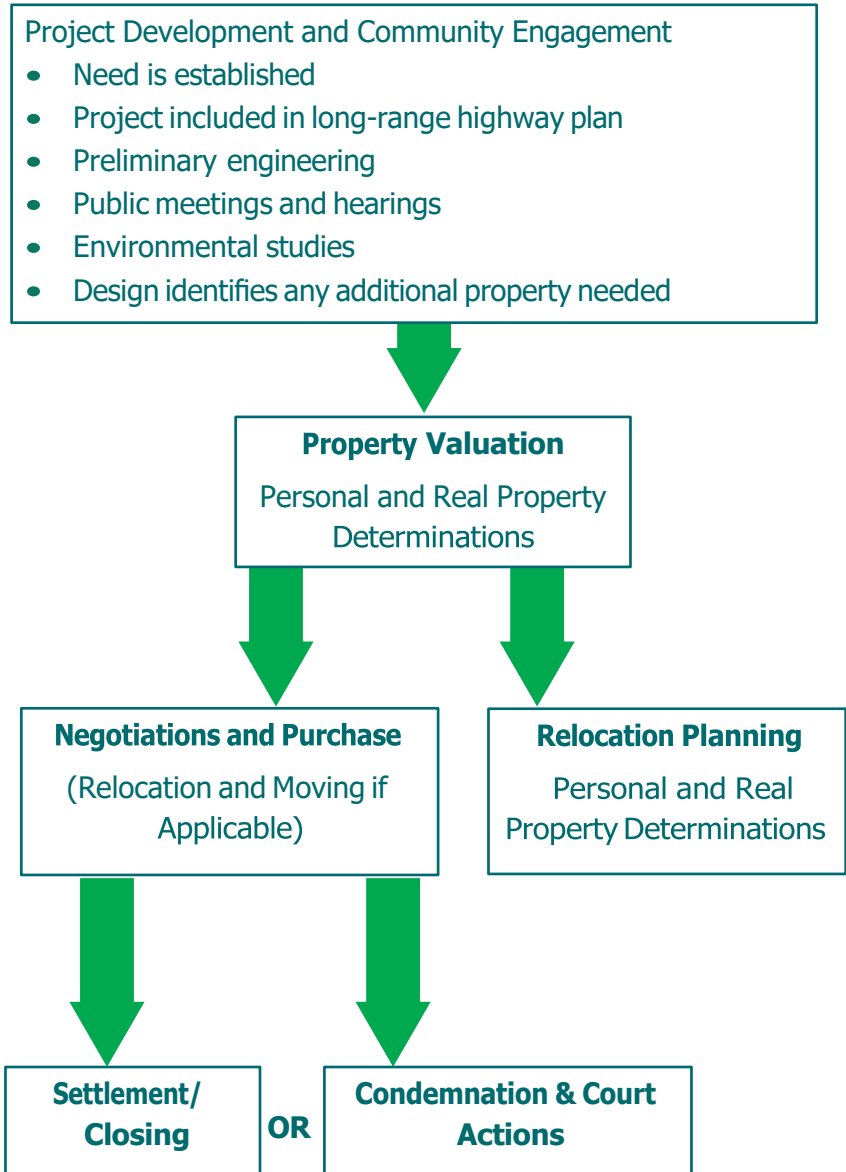 Project Development and Community Engagement
• Need is established
• Project included in long-range highway plan
• Preliminary engineering
• Public meetings and hearings
• Environmental studies
• Design identifies any additional property needed
Property Valuation
Personal and Real Property
Determinations
Negotiations and Purchase
(Relocation and Moving if
Applicable)
Relocation Planning
Personal and Real
Property Determinations
Settlement/
Closing
OR
Condemnation & Court
Actions